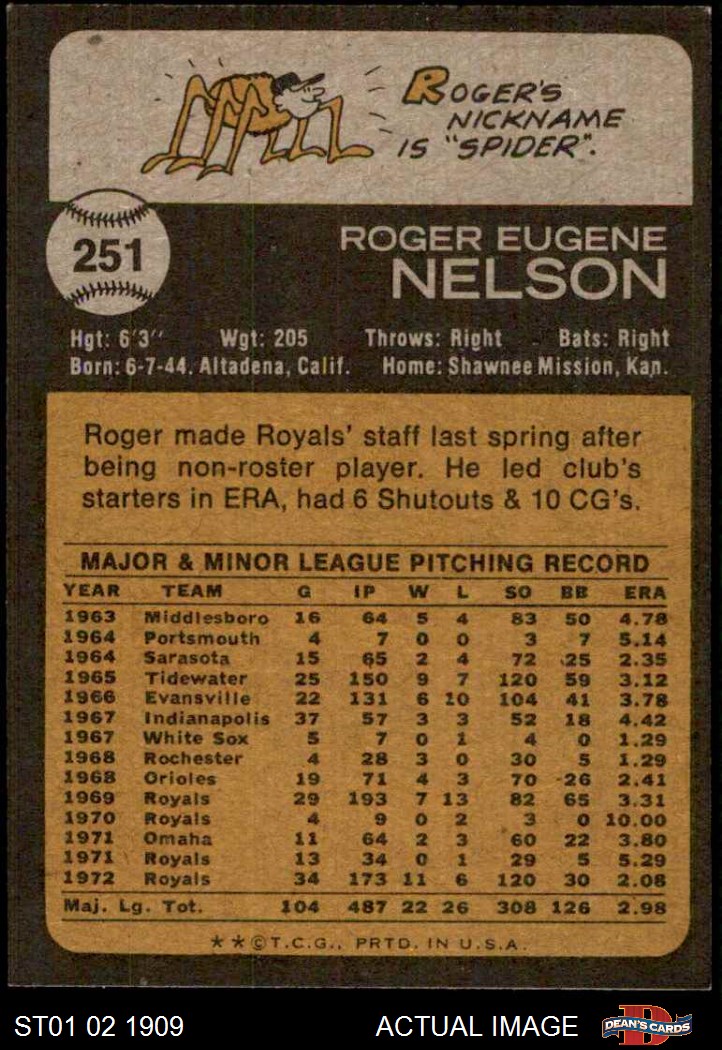 ROGER'S
NICKNAME
IS "SPIDER".
251
ROGER EUGENE
NELSON
Hgt: 6'3" Wgt: 205 Throws: Right Bats: Right
Born: 6-7-44, Altadena, Calif. Home: Shawnee Mission, Kan.
Roger made Royals' staff last spring after
being non-roster player. He led club's
starters in ERA, had 6 Shutouts & 10 CG's.
MAJOR & MINOR LEAGUE PITCHING RECORD
YEAR TEAM G IP W L SO BB ERA
1963 Middlesboro 16 64 5 4 83 50 4.78
1964 Portsmouth 4 7 0 0 3 7 5.14
1964 Sarasota 15 65 2 4 72 25 2.35
1965 Tidewater 25 150 9 7 120 59 3.12
1966 Evansville 22 131 6 10 104 41 3.78
1967 Indianapolis 37 57 3 3 52 18 4.42
1967 White Sox 5 7 0 1 4 0 1.29
1968 Rochester 4 28 3 0 30 5 1.29
1968 Orioles 19 71 4 3 70 26 2.41
1969 Royals 29 193 7 13 82 65 3.31
1970 Royals 4 9 0 2 3 0 10.00
1971 Omaha 11 64 2 3 60 22 3.80
1971 Royals 13 34 0 1 29 5 5.29
1972 Royals 34 173 11 6 120 30 2.08
Maj. Lg. Tot. 104 487 22 26 308 126 2.98
★★©T.C.G., PRTD. IN U.S.A.
ST01 02 1909 ACTUAL IMAGE D DEAN'S CARDS